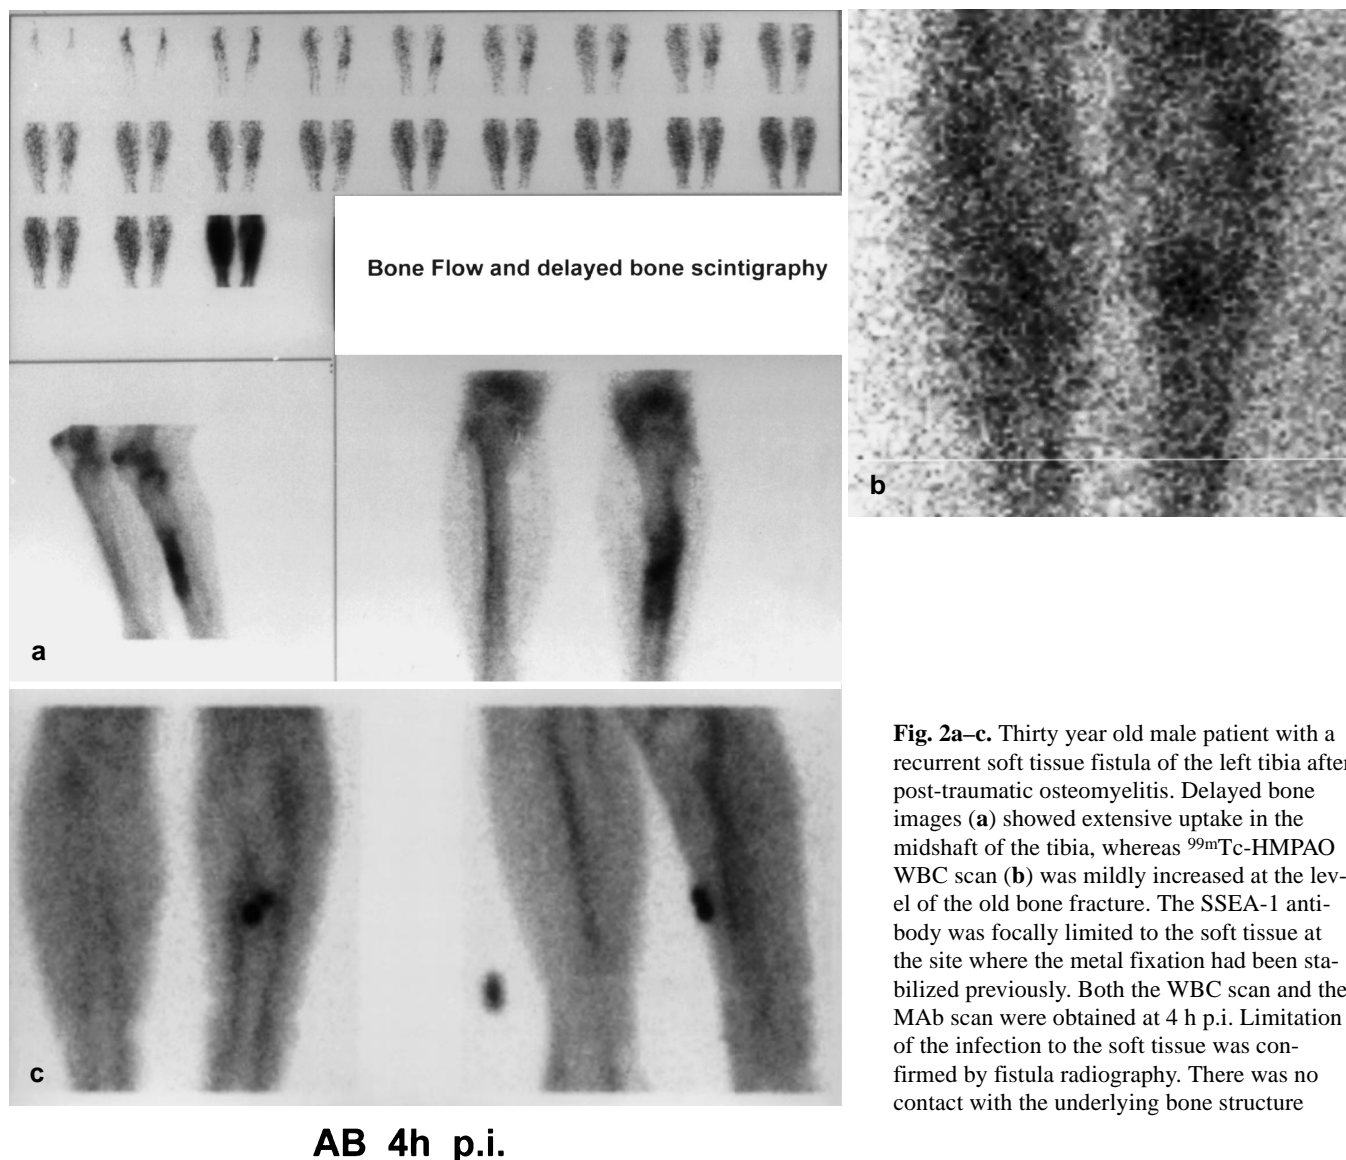 Bone Flow and delayed bone scintigraphy
b
a
c
AB 4h p.i.
Fig. 2a–c. Thirty year old male patient with a
recurrent soft tissue fistula of the left tibia after
post-traumatic osteomyelitis. Delayed bone
images (a) showed extensive uptake in the
midshaft of the tibia, whereas 99mTc-HMPAO
WBC scan (b) was mildly increased at the lev-
el of the old bone fracture. The SSEA-1 anti-
body was focally limited to the soft tissue at
the site where the metal fixation had been sta-
bilized previously. Both the WBC scan and the
MAb scan were obtained at 4 h p.i. Limitation
of the infection to the soft tissue was con-
firmed by fistula radiography. There was no
contact with the underlying bone structure